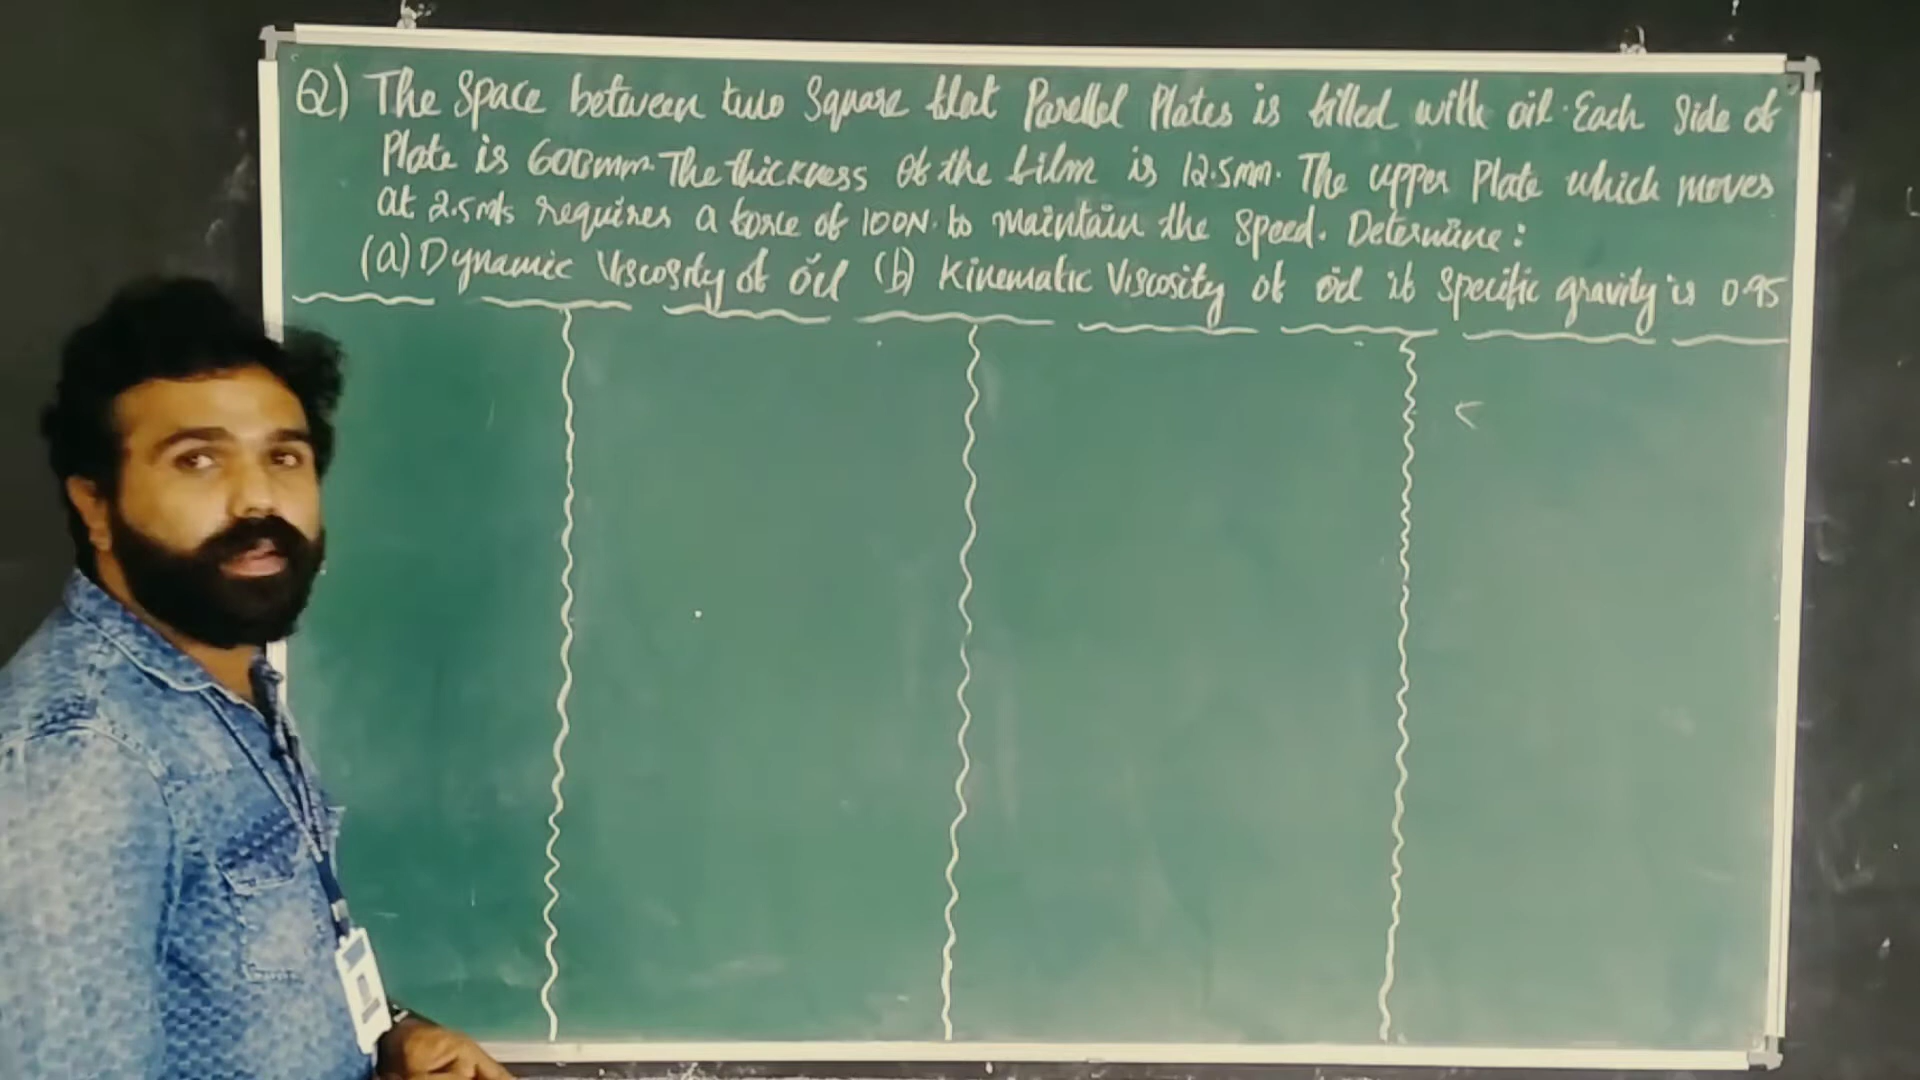 Q) The Space between two Square flat Parellel Plates is filled with oil. Each Side of
Plate is 600mm. The thickness of the film is 12.5mm. The upper Plate which moves
at 2.5m/s requires a force of 100N. to maintain the Speed. Determine:
(a) Dynamic Viscosity of oil (b) Kinematic Viscosity of oil if Specific gravity is 0.95